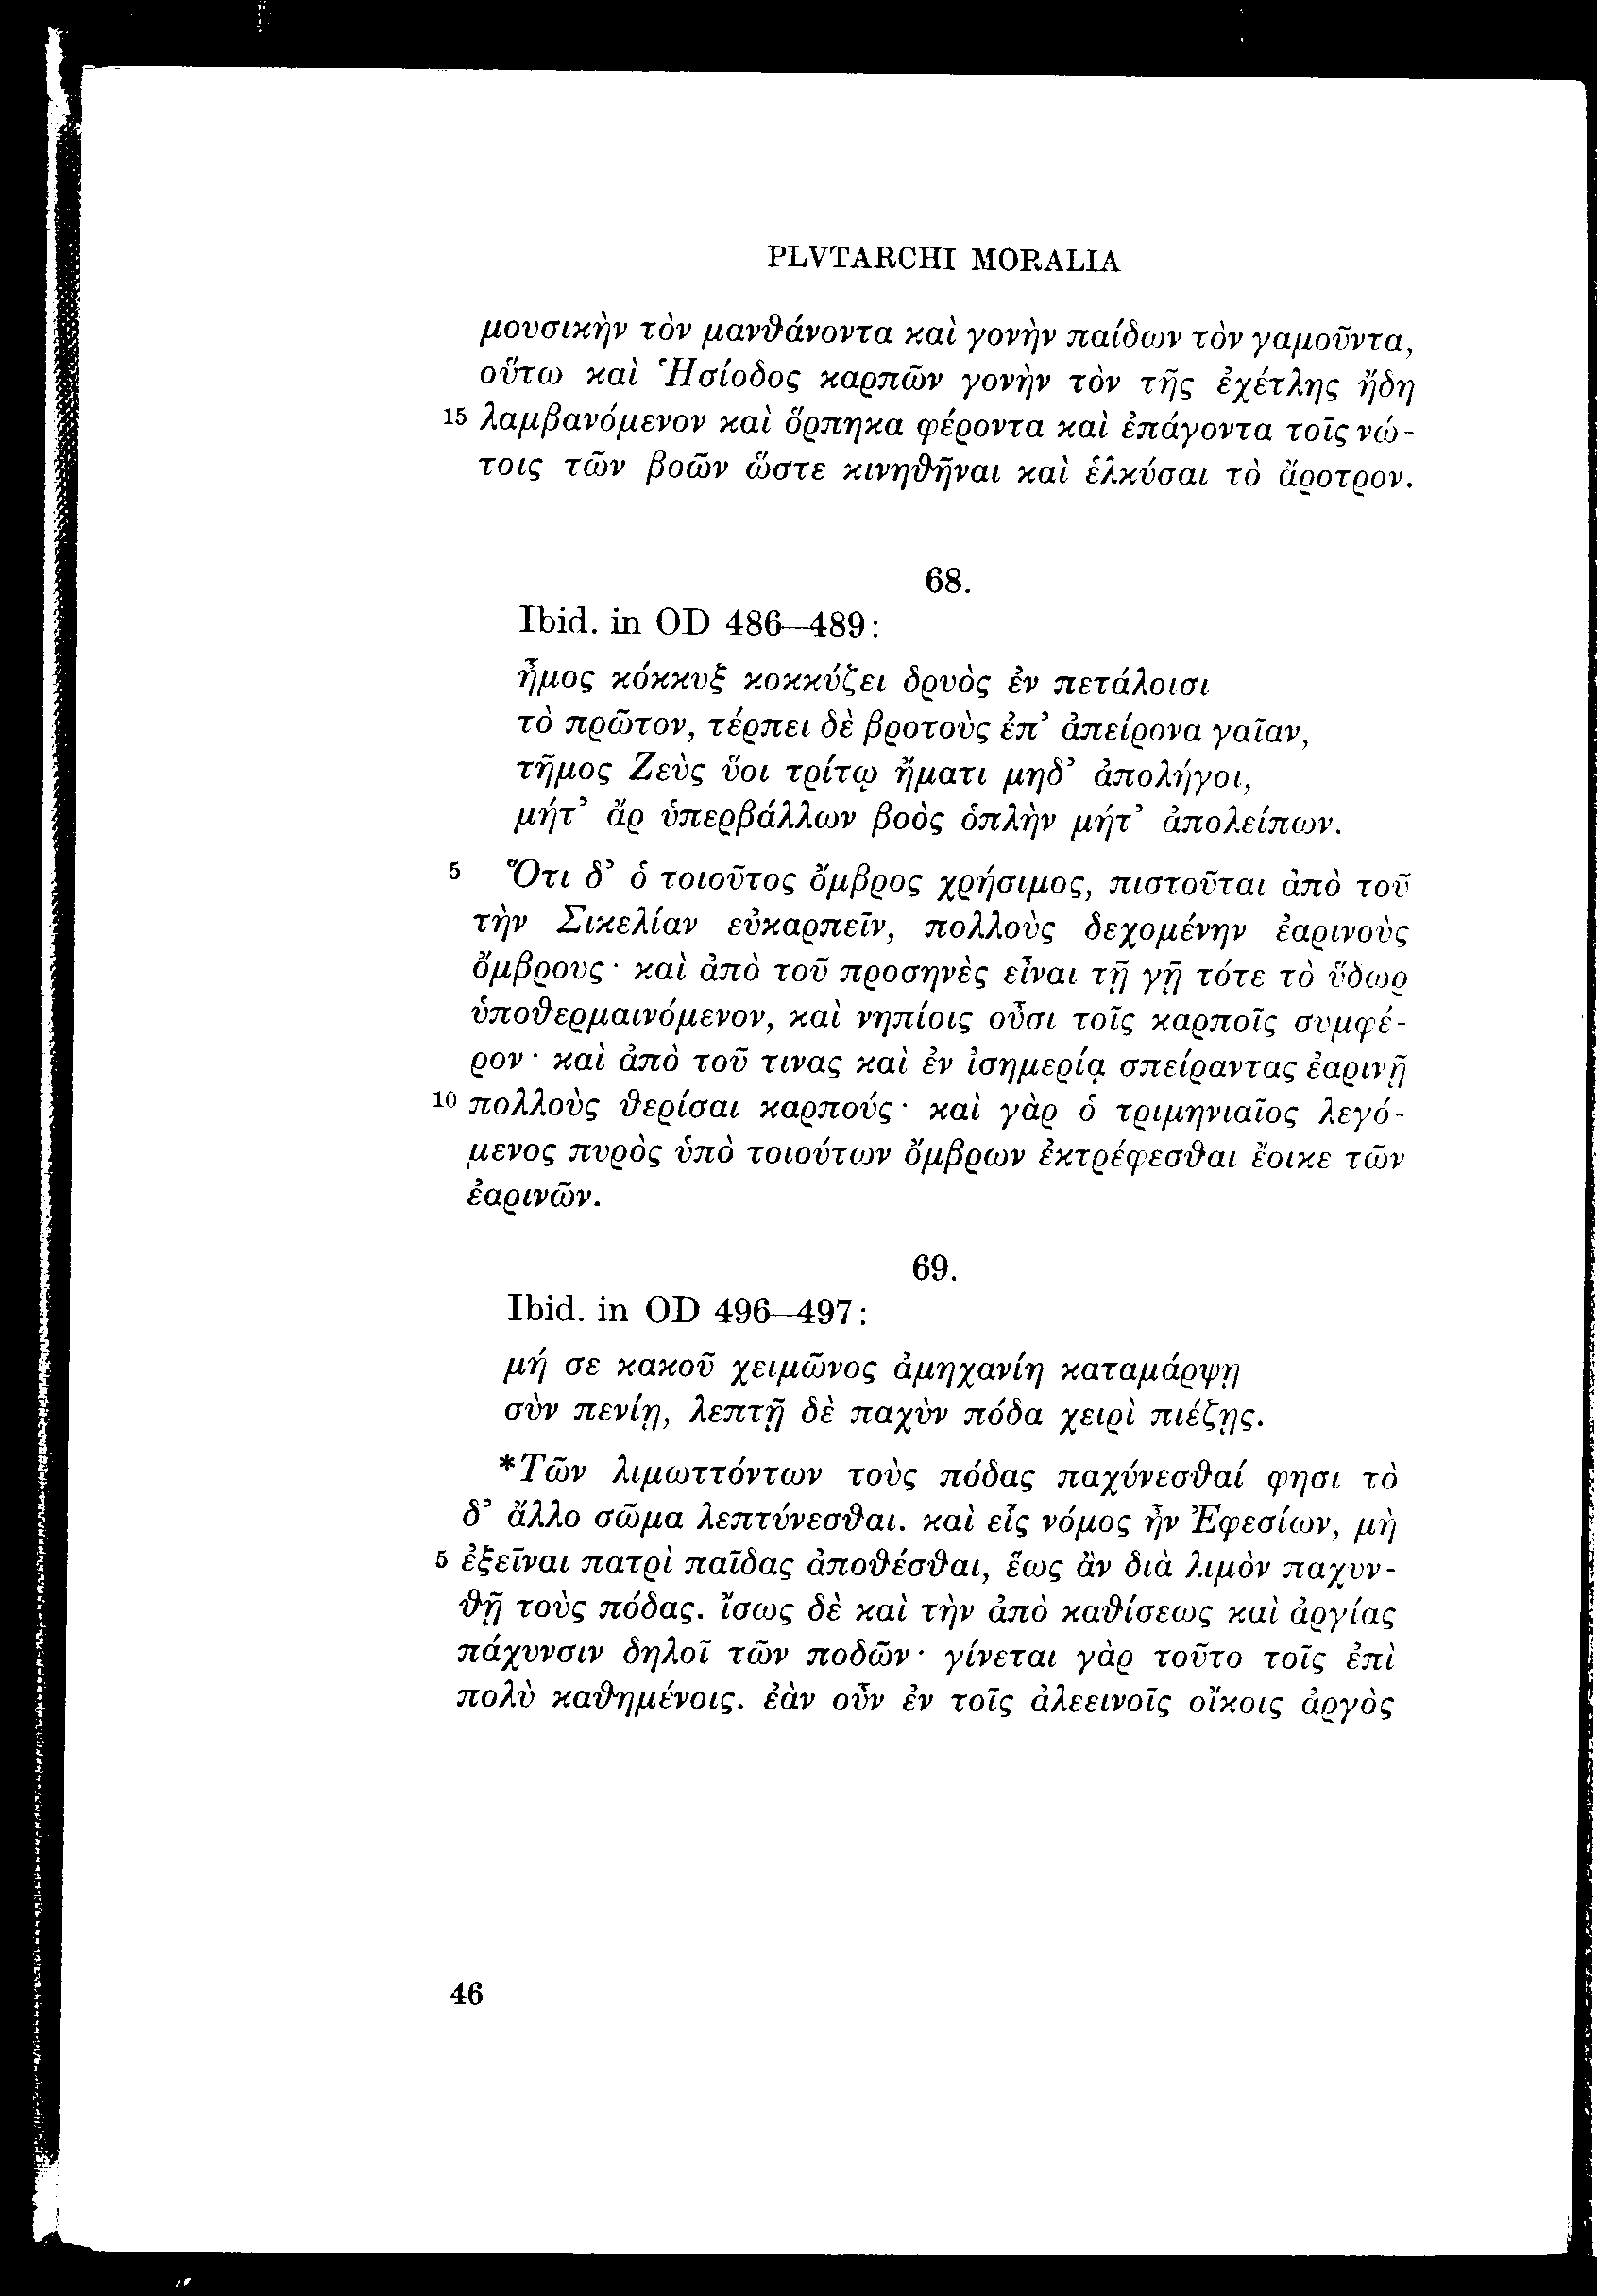 PLVTARCHI MORALIA
μουσικὴν τὸν μανθάνοντα καὶ γονὴν παίδων τὸν γαμοῦντα,
οὕτω καὶ Ἡσίοδος καρπῶν γονὴν τὸν τῆς ἐχέτλης ἤδη
15 λαμβανόμενον καὶ ὅρπηκα φέροντα καὶ ἐπάγοντα τοῖς νώ-
τοις τῶν βοῶν ὥστε κινηθῆναι καὶ ἑλκύσαι τὸ ἄροτρον.
68.
Ibid. in OD 486–489:
ἦμος κόκκυξ κοκκύζει δρυὸς ἐν πετάλοισι
τὸ πρῶτον, τέρπει δὲ βροτοὺς ἐπ’ ἀπείρονα γαῖαν,
τῆμος Ζεὺς ὕοι τρίτῳ ἤματι μηδ’ ἀπολήγοι,
μήτ’ ἂρ ὑπερβάλλων βοὸς ὁπλὴν μήτ’ ἀπολείπων.
5 Ὅτι δ’ ὁ τοιοῦτος ὄμβρος χρήσιμος, πιστοῦται ἀπὸ τοῦ
τὴν Σικελίαν εὐκαρπεῖν, πολλοὺς δεχομένην ἐαρινοὺς
ὄμβρους· καὶ ἀπὸ τοῦ προσηνὲς εἶναι τῇ γῇ τότε τὸ ὕδωρ
ὑποθερμαινόμενον, καὶ νηπίοις οὖσι τοῖς καρποῖς συμφέ-
ρον· καὶ ἀπὸ τοῦ τινας καὶ ἐν ἰσημερίᾳ σπείραντας ἐαρινῇ
10 πολλοὺς θερίσαι καρπούς· καὶ γὰρ ὁ τριμηνιαῖος λεγό-
μενος πυρὸς ὑπὸ τοιούτων ὄμβρων ἐκτρέφεσθαι ἔοικε τῶν
ἐαρινῶν.
69.
Ibid. in OD 496–497:
μή σε κακοῦ χειμῶνος ἀμηχανίη καταμάρψῃ
σὺν πενίῃ, λεπτῇ δὲ παχὺν πόδα χειρὶ πιέζῃς.
*Τῶν λιμωττόντων τοὺς πόδας παχύνεσθαί φησι τὸ
δ’ ἄλλο σῶμα λεπτύνεσθαι. καὶ εἷς νόμος ἦν Ἐφεσίων, μὴ
5 ἐξεῖναι πατρὶ παῖδας ἀποθέσθαι, ἕως ἂν διὰ λιμὸν παχυν-
θῇ τοὺς πόδας. ἴσως δὲ καὶ τὴν ἀπὸ καθίσεως καὶ ἀργίας
πάχυνσιν δηλοῖ τῶν ποδῶν· γίνεται γὰρ τοῦτο τοῖς ἐπὶ
πολὺ καθημένοις. ἐὰν οὖν ἐν τοῖς ἀλεεινοῖς οἴκοις ἀργὸς
46